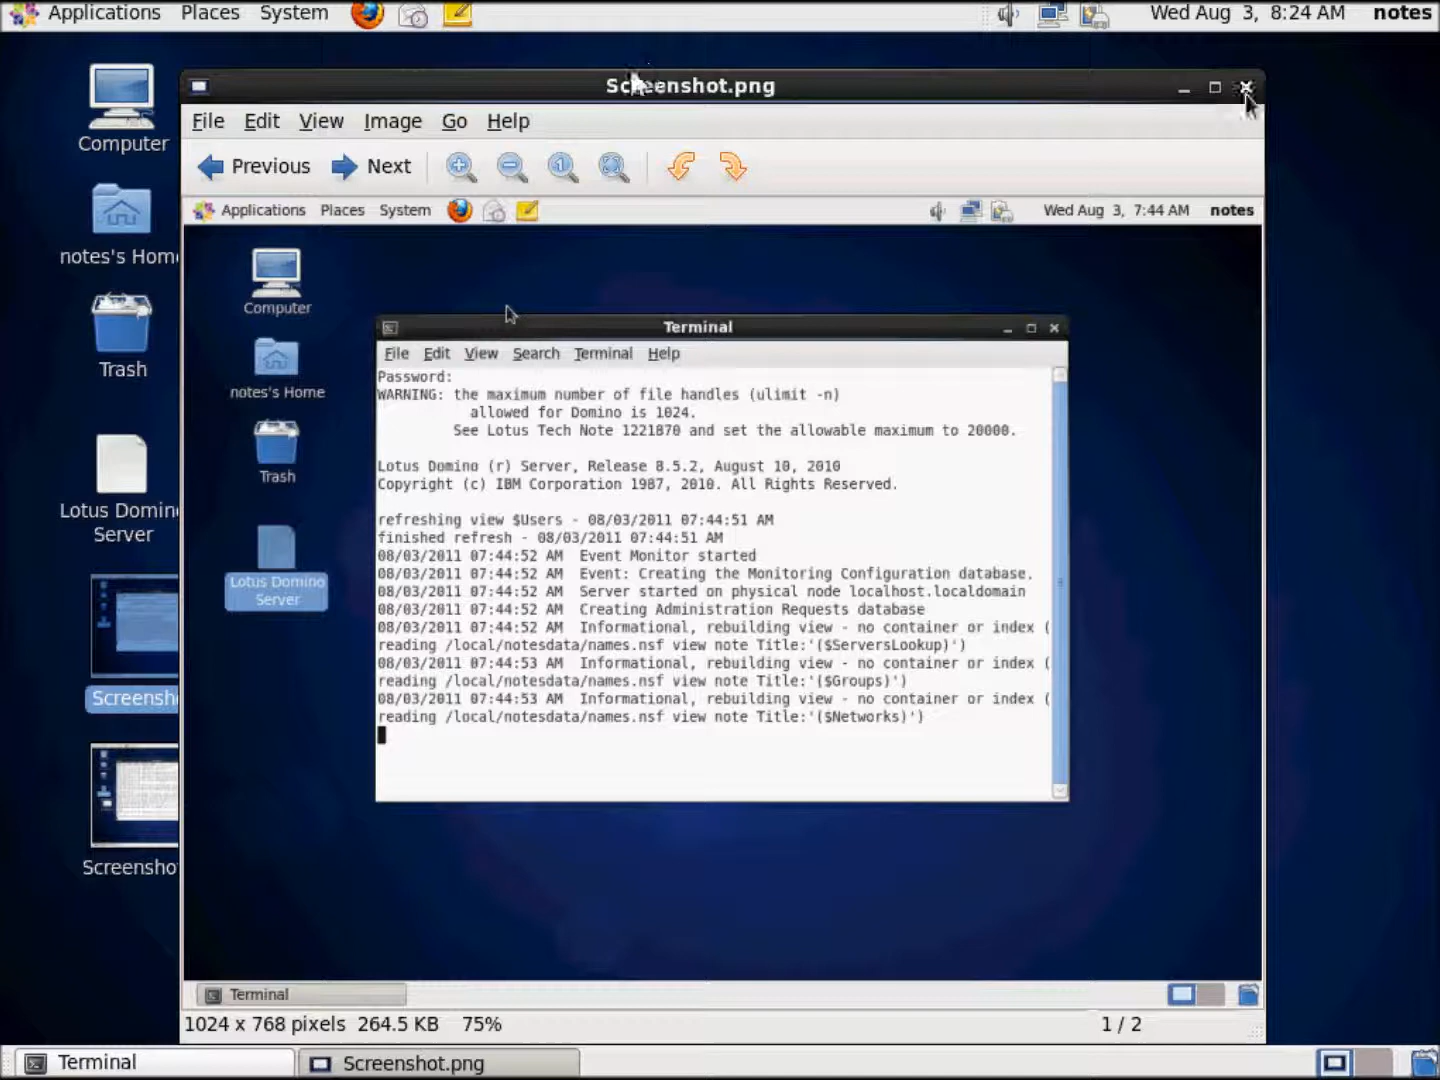 Applications Places System Wed Aug 3, 8:24 AM notes
Computer
notes's Home
Trash
Lotus Domino
Server
Screensh
Screensho
Screenshot.png
File Edit View Image Go Help
Previous Next
Applications Places System Wed Aug 3, 7:44 AM notes
Computer
notes's Home
Trash
Lotus Domino
Server
Terminal
File Edit View Search Terminal Help
Password:
WARNING: the maximum number of file handles (ulimit -n)
allowed for Domino is 1024.
See Lotus Tech Note 1221870 and set the allowable maximum to 20000.
Lotus Domino (r) Server, Release 8.5.2, August 10, 2010
Copyright (c) IBM Corporation 1987, 2010. All Rights Reserved.
refreshing view $Users - 08/03/2011 07:44:51 AM
finished refresh - 08/03/2011 07:44:51 AM
08/03/2011 07:44:52 AM Event Monitor started
08/03/2011 07:44:52 AM Event: Creating the Monitoring Configuration database.
08/03/2011 07:44:52 AM Server started on physical node localhost.localdomain
08/03/2011 07:44:52 AM Creating Administration Requests database
08/03/2011 07:44:52 AM Informational, rebuilding view - no container or index (
reading /local/notesdata/names.nsf view note Title:'($ServersLookup)')
08/03/2011 07:44:53 AM Informational, rebuilding view - no container or index (
reading /local/notesdata/names.nsf view note Title:'($Groups)')
08/03/2011 07:44:53 AM Informational, rebuilding view - no container or index (
reading /local/notesdata/names.nsf view note Title:'($Networks)')
Terminal
1024 x 768 pixels 264.5 KB 75% 1 / 2
Terminal Screenshot.png